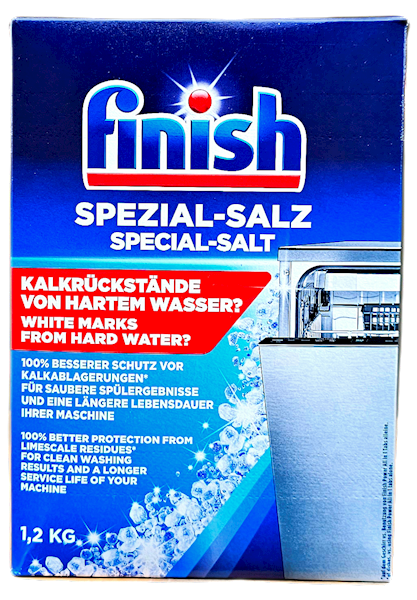 finish
SPEZIAL-SALZ
SPECIAL-SALT
KALKRÜCKSTÄNDE
VON HARTEM WASSER?
WHITE MARKS
FROM HARD WATER?
100% BESSERER SCHUTZ VOR
KALKABLAGERUNGEN*
FÜR SAUBERE SPÜLERGEBNISSE
UND EINE LÄNGERE LEBENSDAUER
IHRER MASCHINE
100% BETTER PROTECTION FROM
LIMESCALE RESIDUES*
FOR CLEAN WASHING
RESULTS AND A LONGER
SERVICE LIFE OF YOUR
MACHINE
1,2 KG